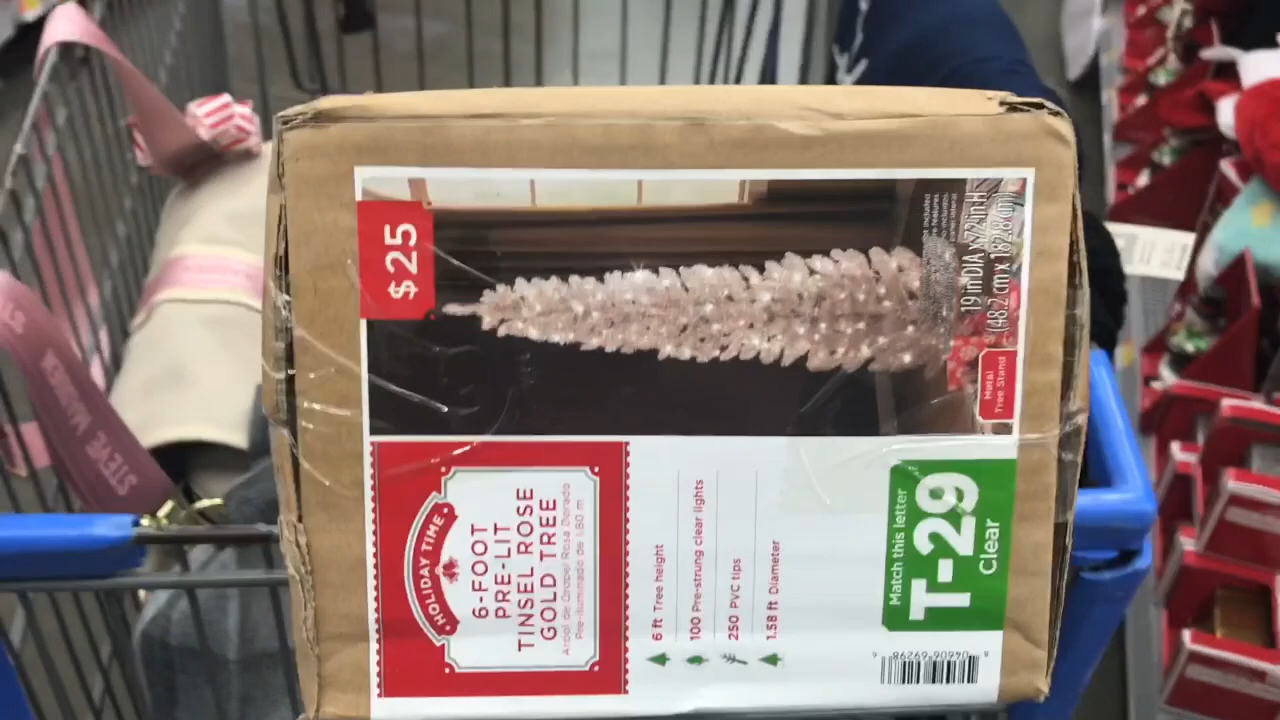 $25
19 in DIA x 72 in H
(48.2 cm x 182.8 cm)
Metal
Tree Stand
HOLIDAY TIME
6-FOOT
PRE-LIT
TINSEL ROSE
GOLD TREE
Árbol de Oropel Rosa Dorado
Pre-iluminado de 1,80 m
6 ft Tree height
100 Pre-strung clear lights
250 PVC tips
1.58 ft Diameter
Match this letter
T-29
Clear
STEVE MADDEN